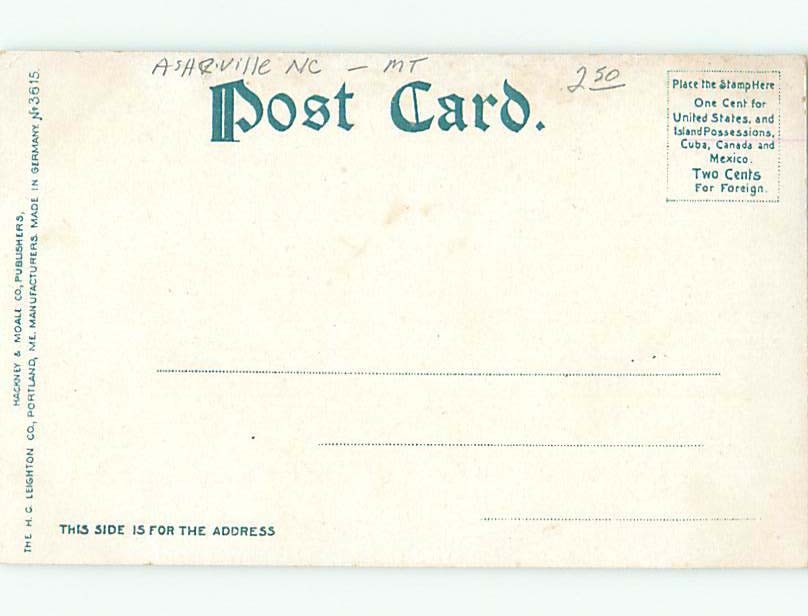 AsHeville NC – MT
2 50
Post Card.
Place the Stamp Here
One Cent for
United States, and
Island Possessions,
Cuba, Canada and
Mexico.
Two Cents
For Foreign.
HACKNEY & MOALE CO., PUBLISHERS,
THE H. G. LEIGHTON CO., PORTLAND, ME. MANUFACTURERS. MADE IN GERMANY. No 3615.
THIS SIDE IS FOR THE ADDRESS